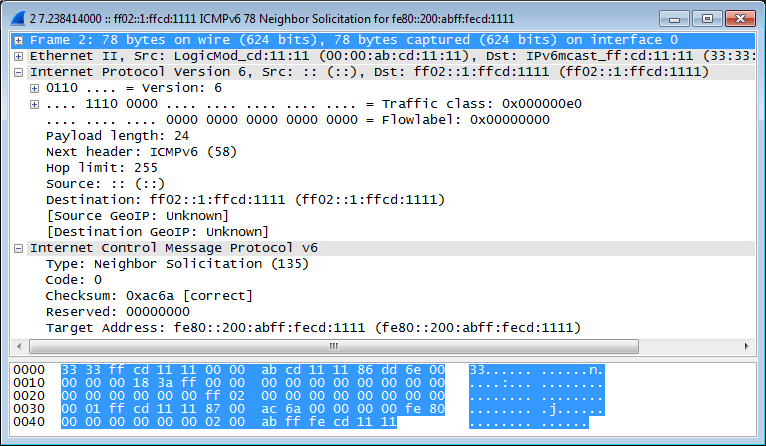 2 7.238414000 :: ff02::1:ffcd:1111 ICMPv6 78 Neighbor Solicitation for fe80::200:abff:fecd:1111
Frame 2: 78 bytes on wire (624 bits), 78 bytes captured (624 bits) on interface 0
Ethernet II, Src: LogicMod_cd:11:11 (00:00:ab:cd:11:11), Dst: IPv6mcast_ff:cd:11:11 (33:33:
Internet Protocol Version 6, Src: :: (::), Dst: ff02::1:ffcd:1111 (ff02::1:ffcd:1111)
0110 .... = Version: 6
.... 1110 0000 .... .... .... .... .... = Traffic class: 0x000000e0
.... .... .... 0000 0000 0000 0000 0000 = Flowlabel: 0x00000000
Payload length: 24
Next header: ICMPv6 (58)
Hop limit: 255
Source: :: (::)
Destination: ff02::1:ffcd:1111 (ff02::1:ffcd:1111)
[Source GeoIP: Unknown]
[Destination GeoIP: Unknown]
Internet Control Message Protocol v6
Type: Neighbor Solicitation (135)
Code: 0
Checksum: 0xac6a [correct]
Reserved: 00000000
Target Address: fe80::200:abff:fecd:1111 (fe80::200:abff:fecd:1111)
0000 33 33 ff cd 11 11 00 00 ab cd 11 11 86 dd 6e 00 33...... ......n.
0010 00 00 00 18 3a ff 00 00 00 00 00 00 00 00 00 00 ....:... ........
0020 00 00 00 00 00 00 ff 02 00 00 00 00 00 00 00 00 ........ ........
0030 00 01 ff cd 11 11 87 00 ac 6a 00 00 00 00 fe 80 ........ .j......
0040 00 00 00 00 00 00 02 00 ab ff fe cd 11 11 ........ ......